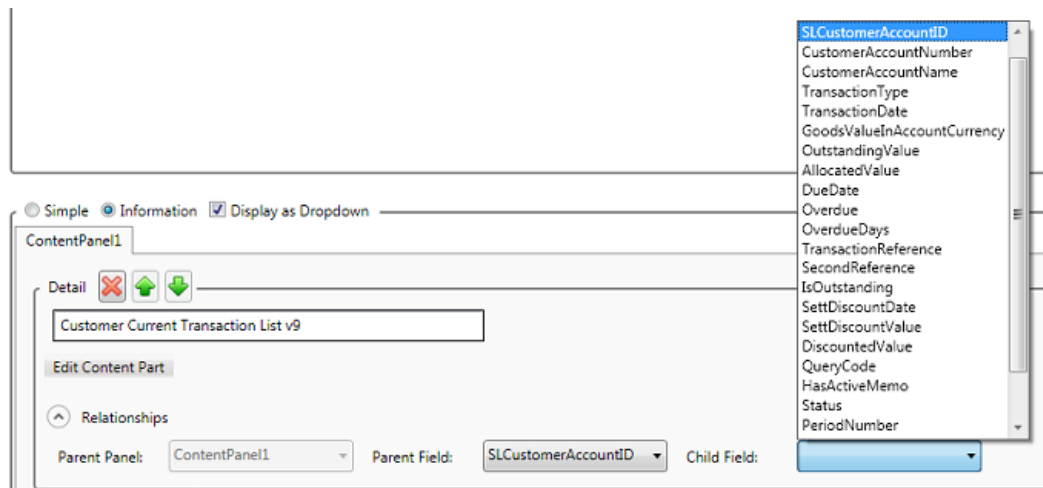 SLCustomerAccountID
CustomerAccountNumber
CustomerAccountName
TransactionType
TransactionDate
GoodsValueInAccountCurrency
OutstandingValue
AllocatedValue
DueDate
Overdue
OverdueDays
TransactionReference
SecondReference
IsOutstanding
SettDiscountDate
SettDiscountValue
DiscountedValue
QueryCode
HasActiveMemo
Status
PeriodNumber
Simple Information Display as Dropdown
ContentPanel1
Detail
Customer Current Transaction List v9
Edit Content Part
Relationships
Parent Panel: ContentPanel1 Parent Field: SLCustomerAccountID Child Field: